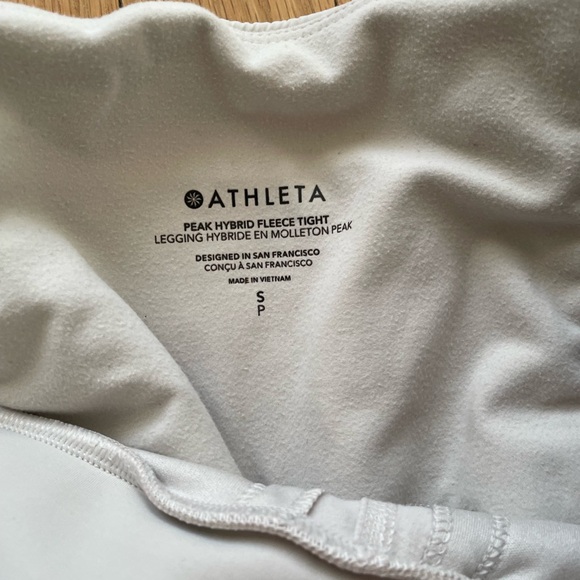 ATHLETA
PEAK HYBRID FLEECE TIGHT
LEGGING HYBRIDE EN MOLLETON PEAK
DESIGNED IN SAN FRANCISCO
CONÇU À SAN FRANCISCO
MADE IN VIETNAM
S
P